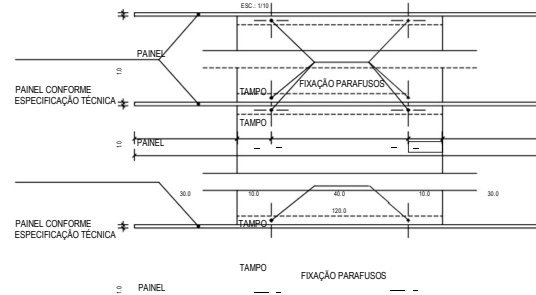 ESC.: 1/10
PAINEL
1.0
FIXAÇÃO PARAFUSOS
PAINEL CONFORME
ESPECIFICAÇÃO TÉCNICA
TAMPO
TAMPO
1.0
PAINEL
30.0 10.0 40.0 10.0 30.0
120.0
PAINEL CONFORME
ESPECIFICAÇÃO TÉCNICA
TAMPO
TAMPO
FIXAÇÃO PARAFUSOS
1.0
PAINEL